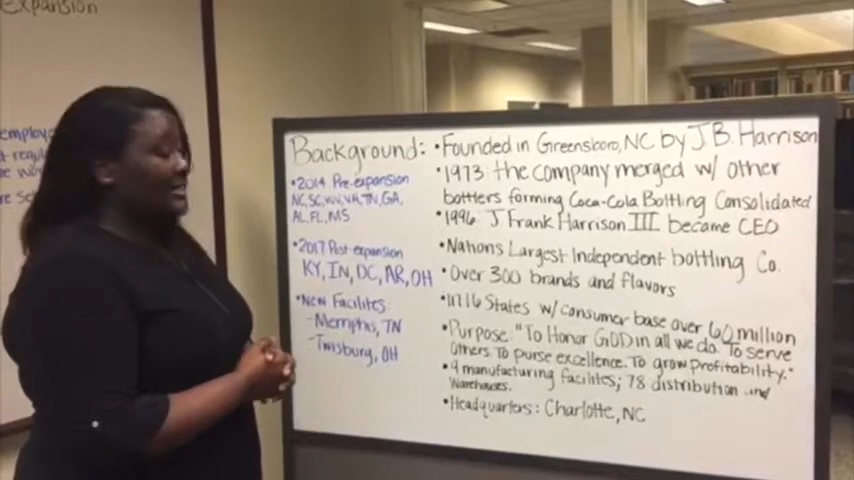 Expansion
employe
Background:
•2014 Pre-expansion
NC, SC, WV, VA, TN, GA,
AL, FL, MS
•2017 Post-expansion
KY, IN, DC, AR, OH
•New Facilites:
-Memphis, TN
-Twisburg, OH
•Founded in Greensboro, NC by J.B. Harrison
•1973: the company merged w/ other
bottlers forming Coca-Cola Bottling Consolidated
•1996 J Frank Harrison III became CEO
•Nations Largest Independent bottling Co.
•Over 300 brands and flavors
•In 16 States w/ consumer base over 60 million
•Purpose: "To Honor GOD in all we do. To serve
Others To purse excellence. To grow Profitability."
•9 manufacturing facilites; 78 distribution and
Warehouses.
•Headquarters: Charlotte, NC